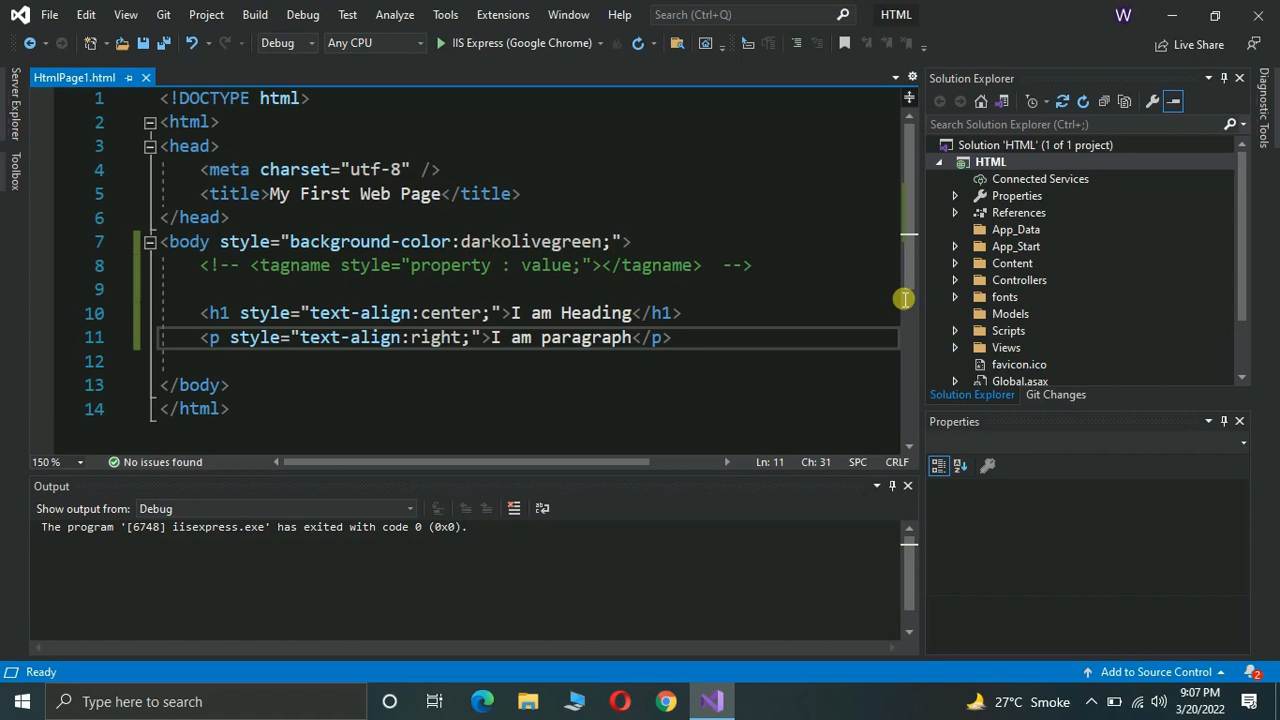 File Edit View Git Project Build Debug Test Analyze Tools Extensions Window Help Search (Ctrl+Q) HTML W
Debug Any CPU IIS Express (Google Chrome) Live Share
Server Explorer
Toolbox
HtmlPage1.html
1 <!DOCTYPE html>
2 <html>
3 <head>
4 <meta charset="utf-8" />
5 <title>My First Web Page</title>
6 </head>
7 <body style="background-color:darkolivegreen;">
8 <!-- <tagname style="property : value;"></tagname> -->
9
10 <h1 style="text-align:center;">I am Heading</h1>
11 <p style="text-align:right;">I am paragraph</p>
12
13 </body>
14 </html>
150 % No issues found Ln: 11 Ch: 31 SPC CRLF
Output
Show output from: Debug
The program '[6748] iisexpress.exe' has exited with code 0 (0x0).
Solution Explorer
Search Solution Explorer (Ctrl+;)
Solution 'HTML' (1 of 1 project)
HTML
Connected Services
Properties
References
App_Data
App_Start
Content
Controllers
fonts
Models
Scripts
Views
favicon.ico
Global.asax
Solution Explorer Git Changes
Properties
Diagnostic Tools
Ready Add to Source Control 2
Type here to search 27°C Smoke 9:07 PM
3/20/2022